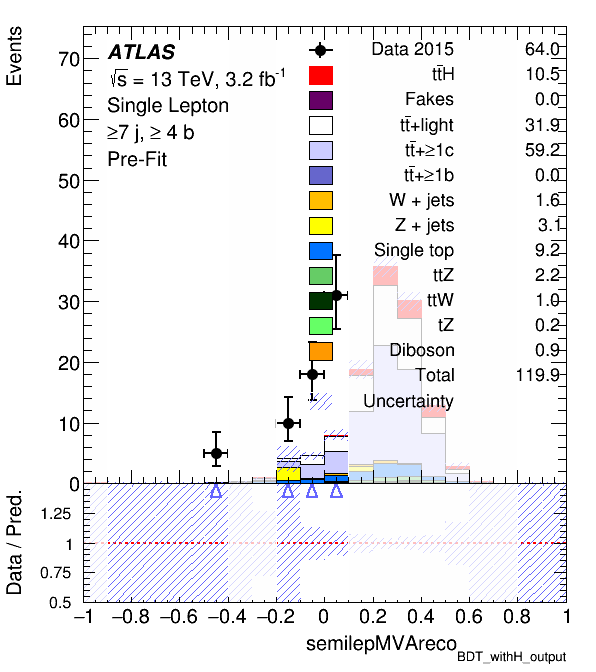 Events
70
60
50
40
30
20
10
0
ATLAS
√s = 13 TeV, 3.2 fb-1
Single Lepton
≥7 j, ≥ 4 b
Pre-Fit
Data 2015 64.0
tt̄H 10.5
Fakes 0.0
tt̄+light 31.9
tt̄+≥1c 59.2
tt̄+≥1b 0.0
W + jets 1.6
Z + jets 3.1
Single top 9.2
ttZ 2.2
ttW 1.0
tZ 0.2
Diboson 0.9
Total 119.9
Uncertainty
Data / Pred.
1.25
1
0.75
0.5
−1 −0.8 −0.6 −0.4 −0.2 0 0.2 0.4 0.6 0.8 1
semilepMVAreco
BDT_withH_output